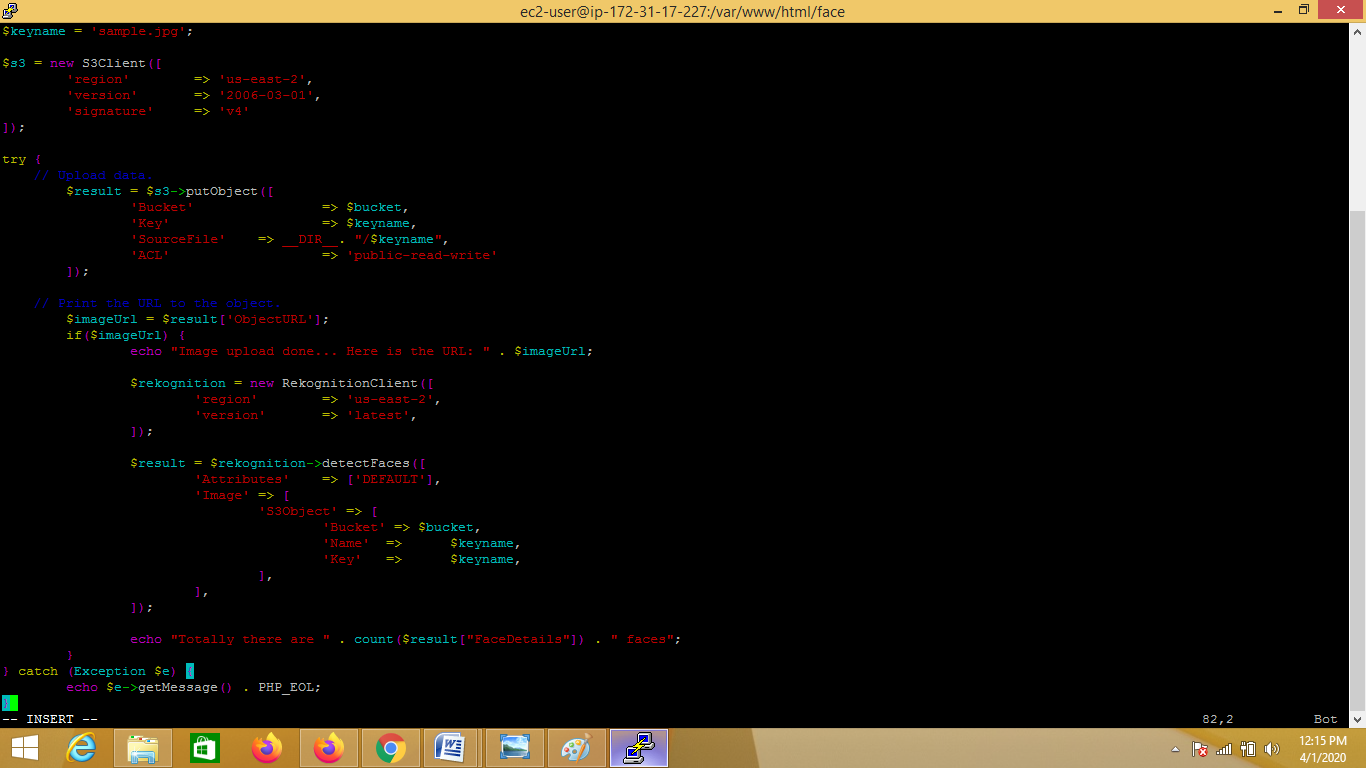 ec2-user@ip-172-31-17-227:/var/www/html/face
$keyname = 'sample.jpg';
$s3 = new S3Client([
'region' => 'us-east-2',
'version' => '2006-03-01',
'signature' => 'v4'
]);
try {
// Upload data.
$result = $s3->putObject([
'Bucket' => $bucket,
'Key' => $keyname,
'SourceFile' => __DIR__. "/$keyname",
'ACL' => 'public-read-write'
]);
// Print the URL to the object.
$imageUrl = $result['ObjectURL'];
if($imageUrl) {
echo "Image upload done... Here is the URL: " . $imageUrl;
$rekognition = new RekognitionClient([
'region' => 'us-east-2',
'version' => 'latest',
]);
$result = $rekognition->detectFaces([
'Attributes' => ['DEFAULT'],
'Image' => [
'S3Object' => [
'Bucket' => $bucket,
'Name' => $keyname,
'Key' => $keyname,
],
],
]);
echo "Totally there are " . count($result["FaceDetails"]) . " faces";
}
} catch (Exception $e) {
echo $e->getMessage() . PHP_EOL;
}
-- INSERT -- 82,2 Bot
12:15 PM
4/1/2020